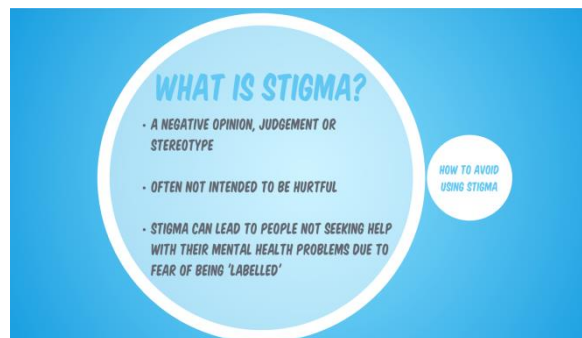 WHAT IS STIGMA?
• A NEGATIVE OPINION, JUDGEMENT OR
STEREOTYPE
• OFTEN NOT INTENDED TO BE HURTFUL
• STIGMA CAN LEAD TO PEOPLE NOT SEEKING HELP
WITH THEIR MENTAL HEALTH PROBLEMS DUE TO
FEAR OF BEING 'LABELLED'
HOW TO AVOID
USING STIGMA